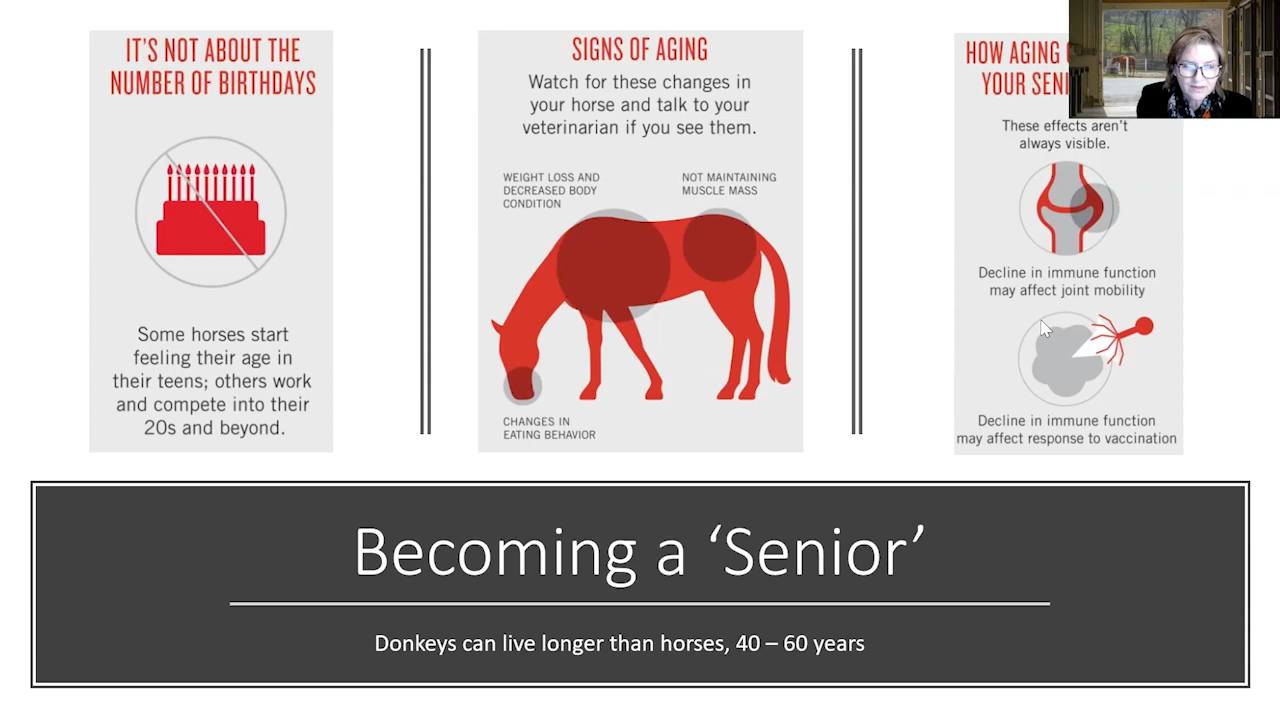 IT'S NOT ABOUT THE
NUMBER OF BIRTHDAYS
Some horses start
feeling their age in
their teens; others work
and compete into their
20s and beyond.
SIGNS OF AGING
Watch for these changes in
your horse and talk to your
veterinarian if you see them.
WEIGHT LOSS AND
DECREASED BODY
CONDITION
NOT MAINTAINING
MUSCLE MASS
CHANGES IN
EATING BEHAVIOR
HOW AGING
YOUR
These effects aren't
always visible.
Decline in immune function
may affect joint mobility
Decline in immune function
may affect response to vaccination
Becoming a ‘Senior’
Donkeys can live longer than horses, 40 – 60 years